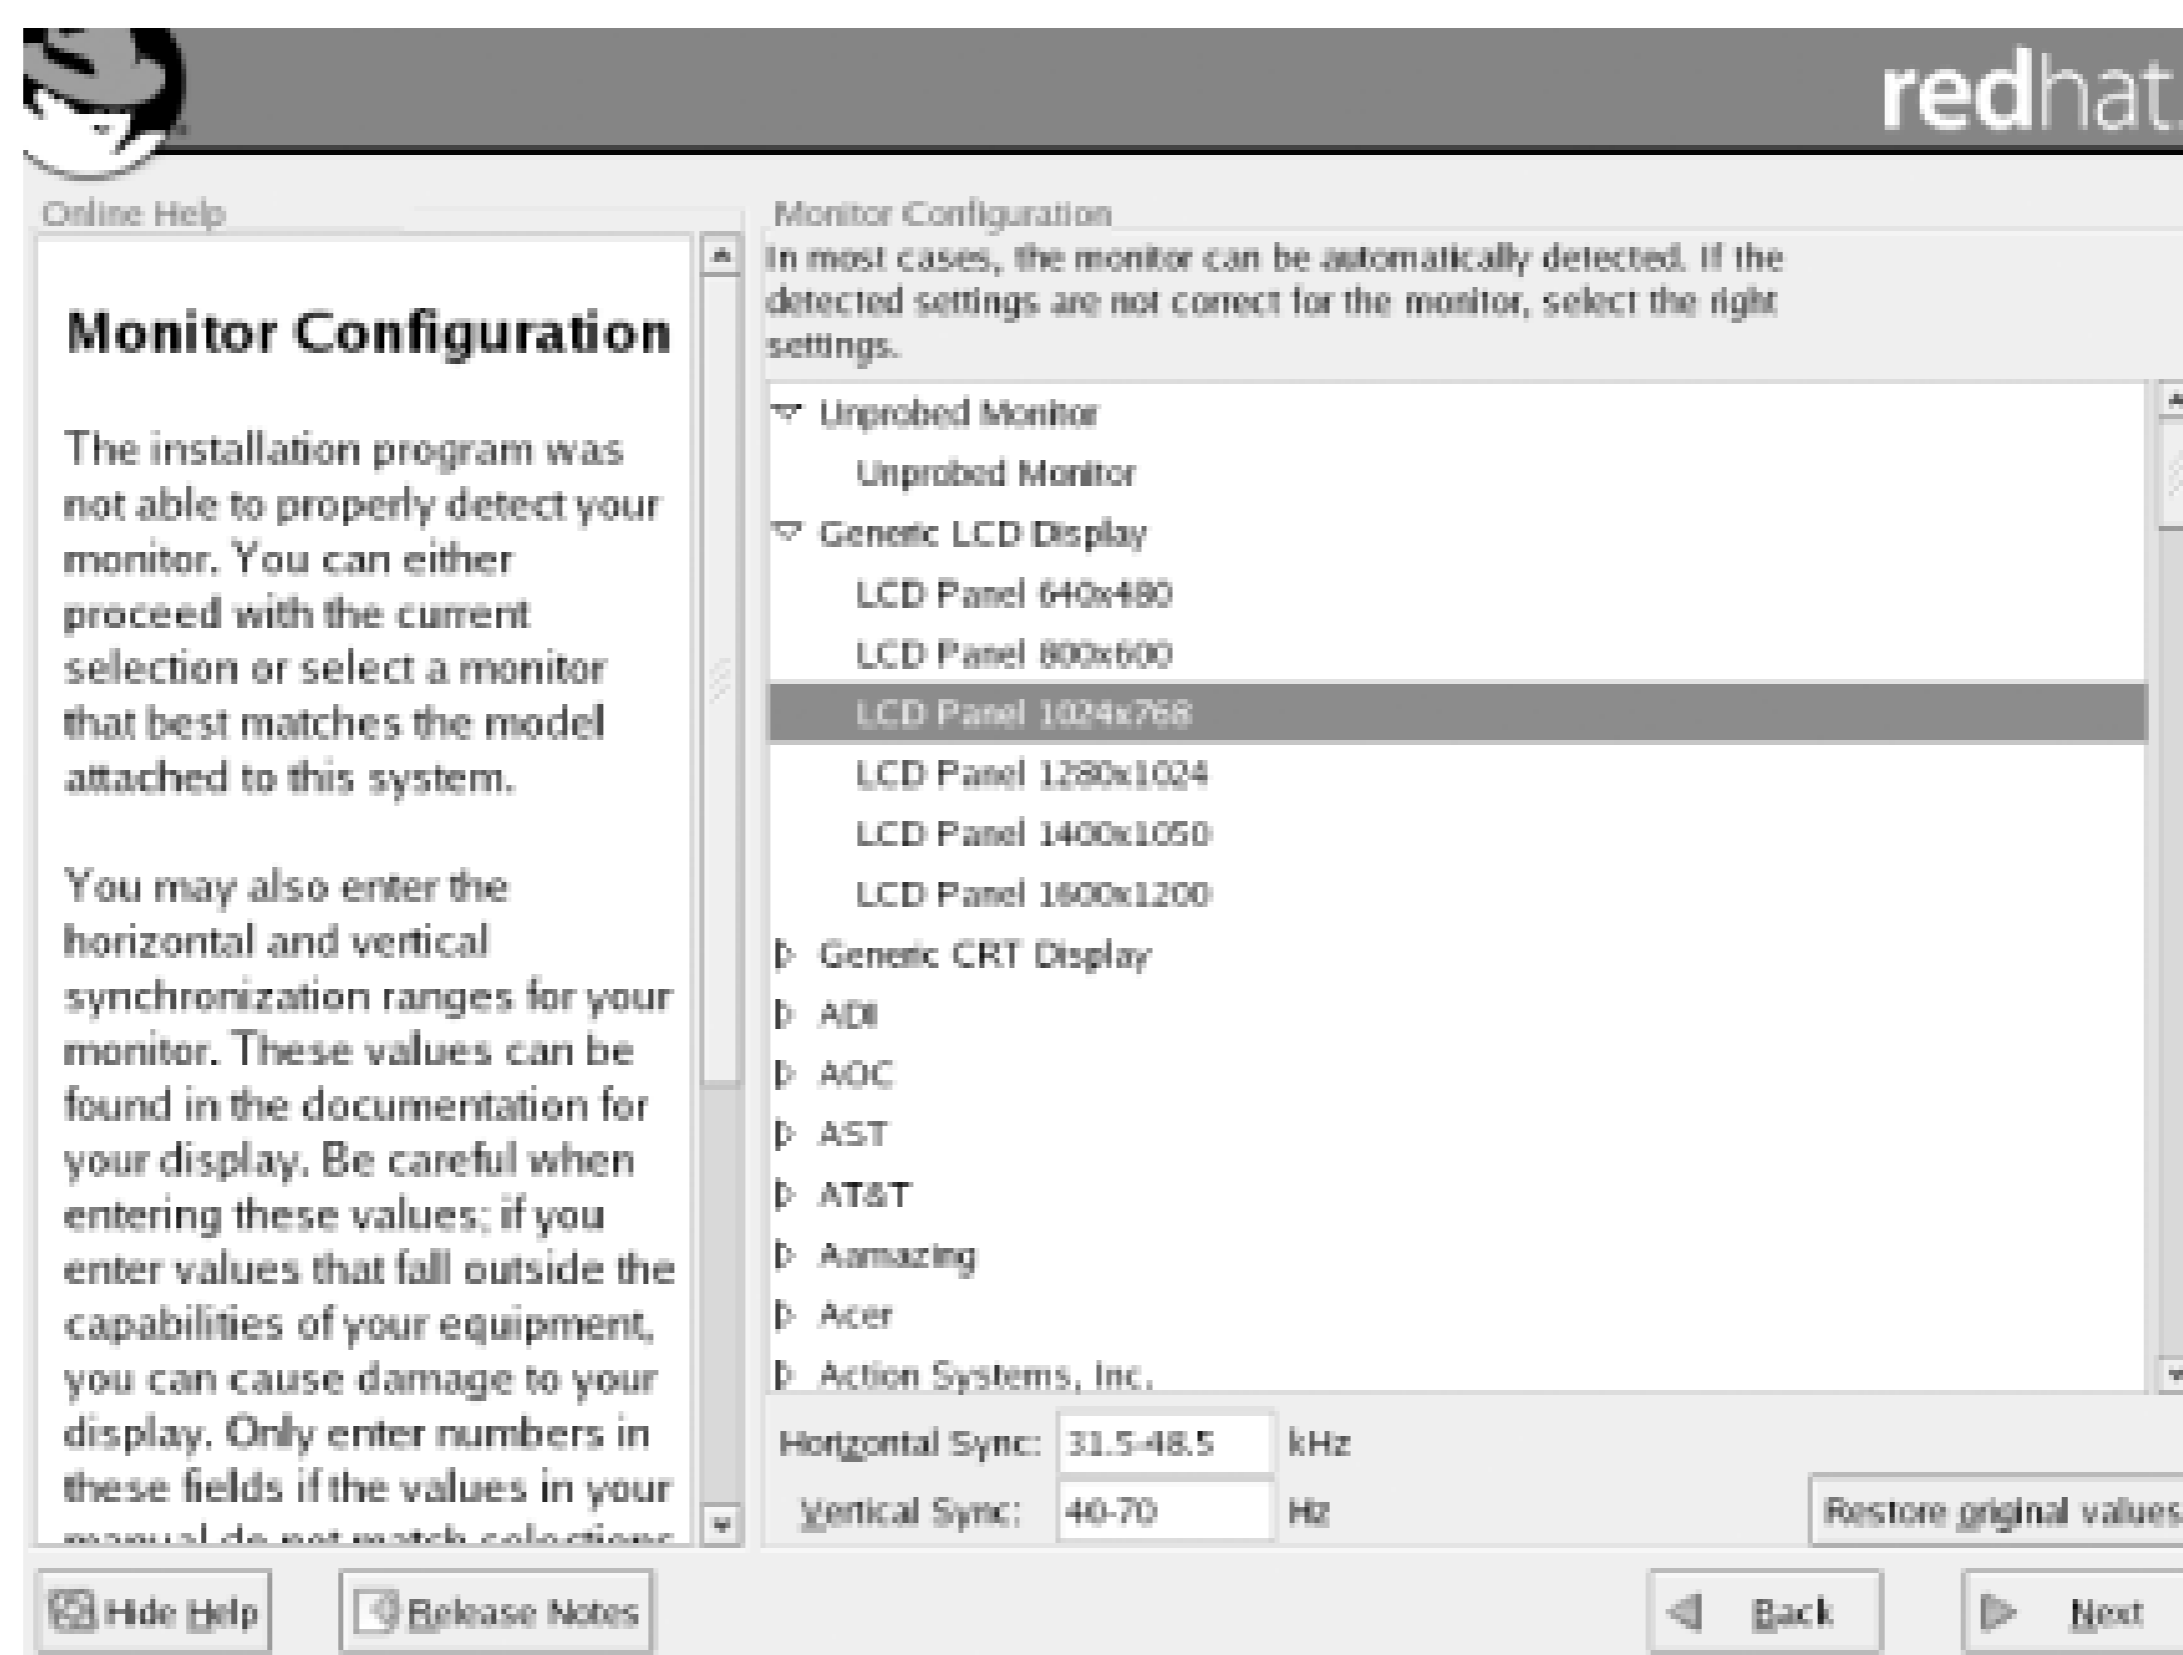 redhat.
Online Help
Monitor Configuration
The installation program was
not able to properly detect your
monitor. You can either
proceed with the current
selection or select a monitor
that best matches the model
attached to this system.
You may also enter the
horizontal and vertical
synchronization ranges for your
monitor. These values can be
found in the documentation for
your display. Be careful when
entering these values; if you
enter values that fall outside the
capabilities of your equipment,
you can cause damage to your
display. Only enter numbers in
these fields if the values in your
manual do not match selections
Monitor Configuration
In most cases, the monitor can be automatically detected. If the
detected settings are not correct for the monitor, select the right
settings.
Unprobed Monitor
Unprobed Monitor
Generic LCD Display
LCD Panel 640x480
LCD Panel 800x600
LCD Panel 1024x768
LCD Panel 1280x1024
LCD Panel 1400x1050
LCD Panel 1600x1200
Generic CRT Display
ADI
AOC
AST
AT&T
Aamazing
Acer
Action Systems, Inc.
Horizontal Sync: 31.5-48.5 kHz
Vertical Sync: 40-70 Hz
Restore original values
Hide Help
Release Notes
Back
Next